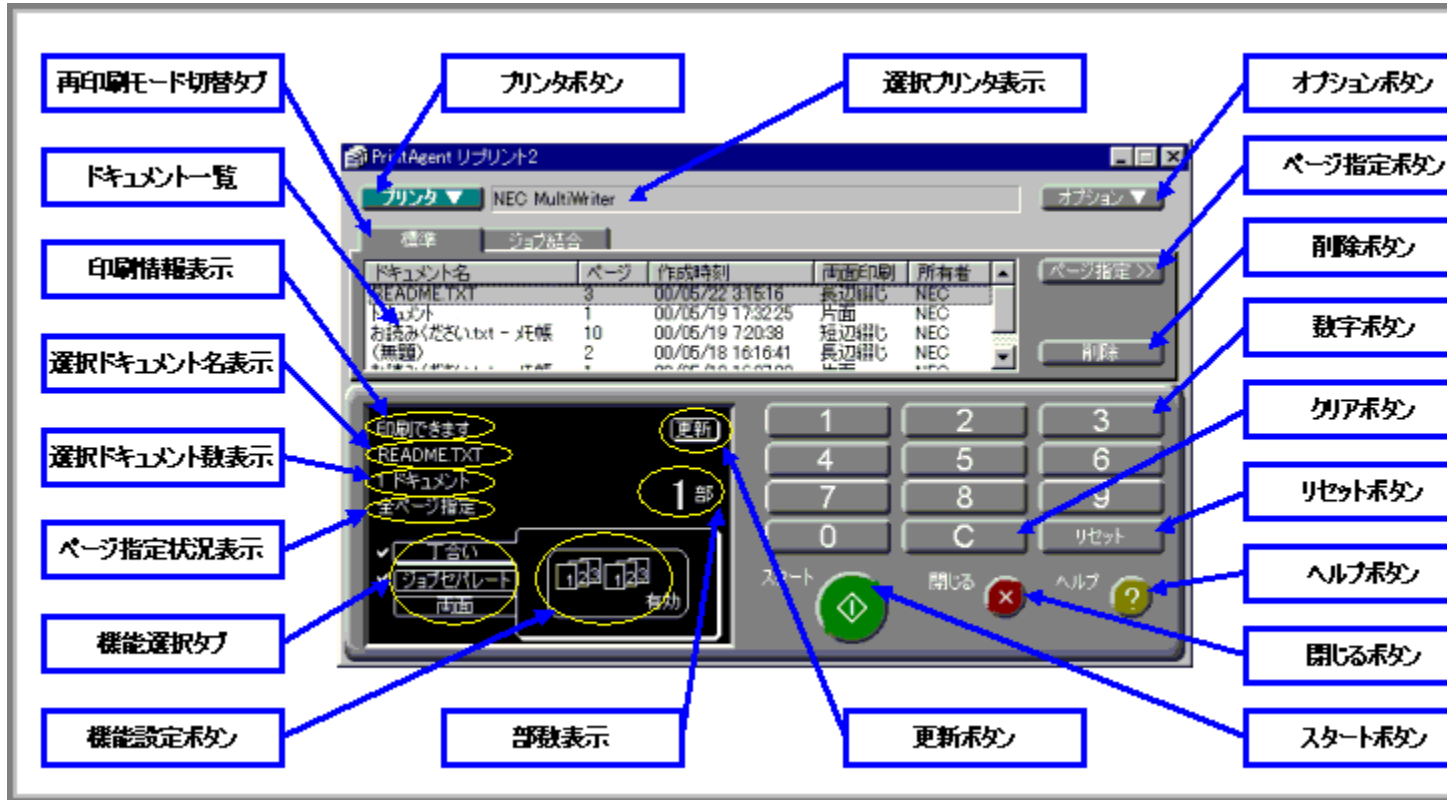 再印刷モード切替タブ
プリンタボタン
選択プリンタ表示
オプションボタン
ドキュメント一覧
ページ指定ボタン
印刷情報表示
削除ボタン
選択ドキュメント名表示
数字ボタン
選択ドキュメント数表示
クリアボタン
ページ指定状況表示
リセットボタン
機能選択タブ
ヘルプボタン
閉じるボタン
機能設定ボタン
部数表示
更新ボタン
スタートボタン
PrintAgent リプリント2
プリンタ ▼ NEC MultiWriter オプション ▼
標準 ジョブ結合
ドキュメント名 ページ 作成時刻 両面印刷 所有者
ページ指定 >>
README.TXT 3 00/05/22 3:15:16 長辺綴じ NEC
ドキュメント 1 00/05/19 17:32:25 片面 NEC
お読みください.txt - メモ帳 10 00/05/19 7:20:38 短辺綴じ NEC
(無題) 2 00/05/18 16:16:41 長辺綴じ NEC
削除
印刷できます
更新
README.TXT
1 ドキュメント
1 部
全ページ指定
丁合い
ジョブセパレート
両面
1 2 3 1 2 3
有効
1 2 3
4 5 6
7 8 9
0 C リセット
スタート 閉じる ヘルプ
?